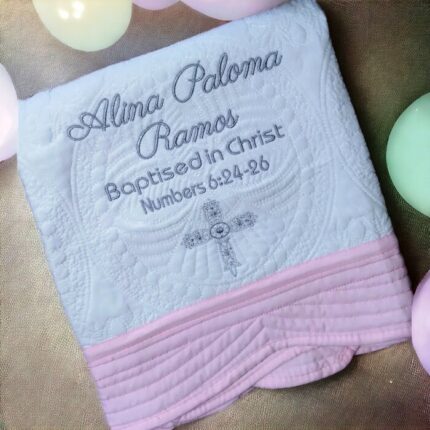 Alina Paloma
Ramos
Baptised in Christ
Numbers 6:24-26